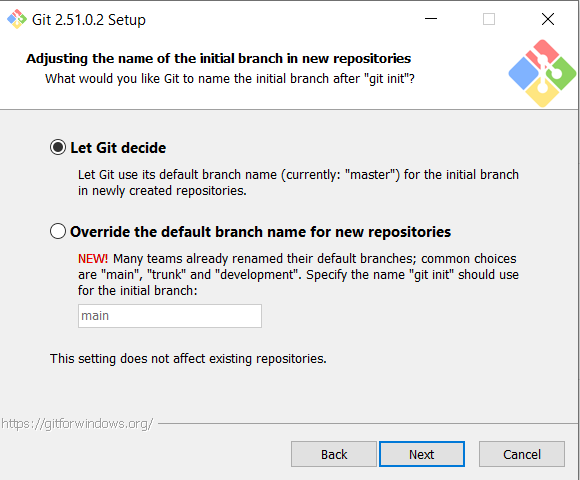 Git 2.51.0.2 Setup
Adjusting the name of the initial branch in new repositories
What would you like Git to name the initial branch after "git init"?
Let Git decide
Let Git use its default branch name (currently: "master") for the initial branch
in newly created repositories.
Override the default branch name for new repositories
NEW! Many teams already renamed their default branches; common choices
are "main", "trunk" and "development". Specify the name "git init" should use
for the initial branch:
main
This setting does not affect existing repositories.
https://gitforwindows.org/
Back
Next
Cancel